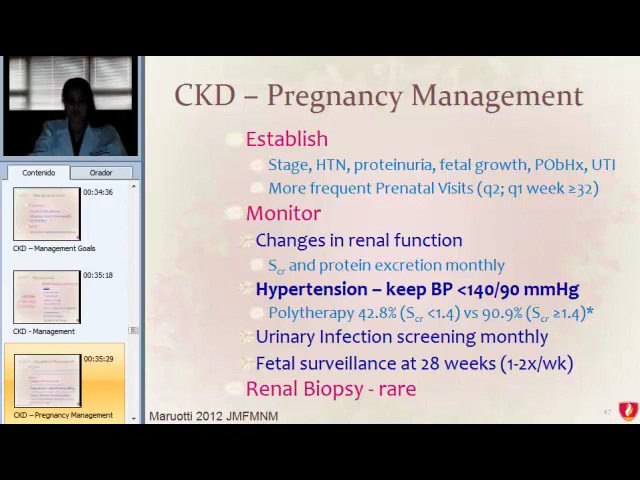 CKD – Pregnancy Management
Establish
Stage, HTN, proteinuria, fetal growth, PObHx, UTI
More frequent Prenatal Visits (q2; q1 week ≥32)
Monitor
Changes in renal function
Scr and protein excretion monthly
Hypertension – keep BP <140/90 mmHg
Polytherapy 42.8% (Scr <1.4) vs 90.9% (Scr ≥1.4)*
Urinary Infection screening monthly
Fetal surveillance at 28 weeks (1-2x/wk)
Renal Biopsy - rare
Maruotti 2012 JMFMNM
47
Contenido
Orador
00:34:36
CKD – Management Goals
00:35:18
CKD - Management
00:35:29
CKD - Pregnancy Management